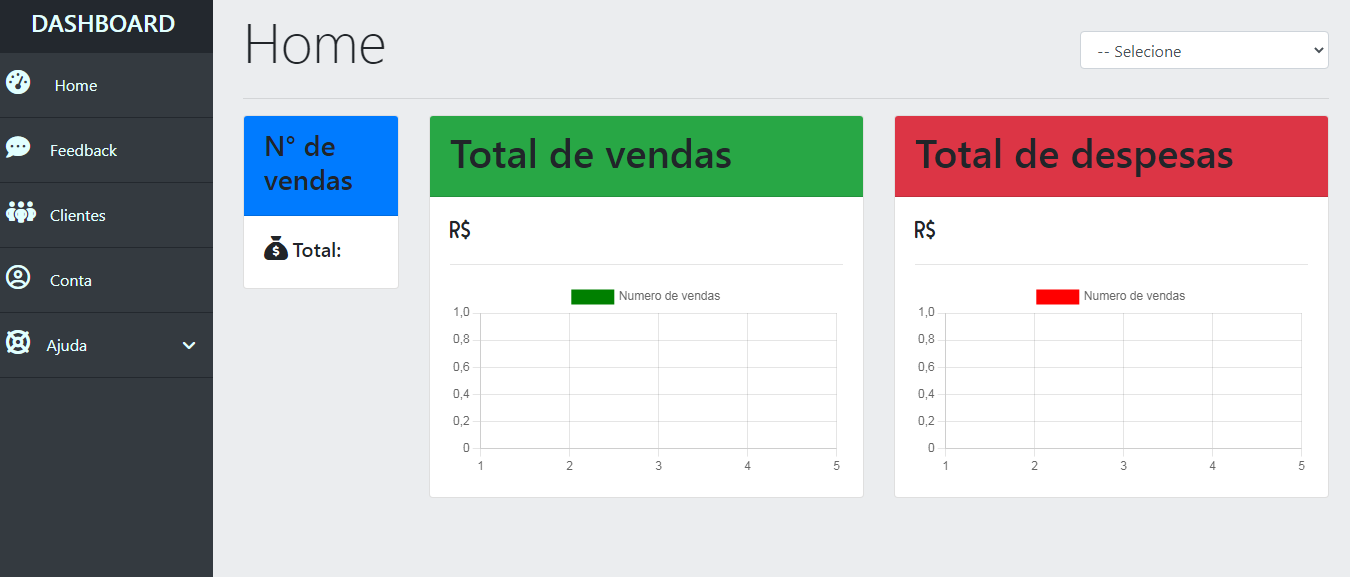 DASHBOARD
Home
Feedback
Clientes
Conta
Ajuda
Home
-- Selecione
N° de
vendas
Total:
Total de vendas
R$
Numero de vendas
1,0
0,8
0,6
0,4
0,2
0
1 2 3 4 5
Total de despesas
R$
Numero de vendas
1,0
0,8
0,6
0,4
0,2
0
1 2 3 4 5